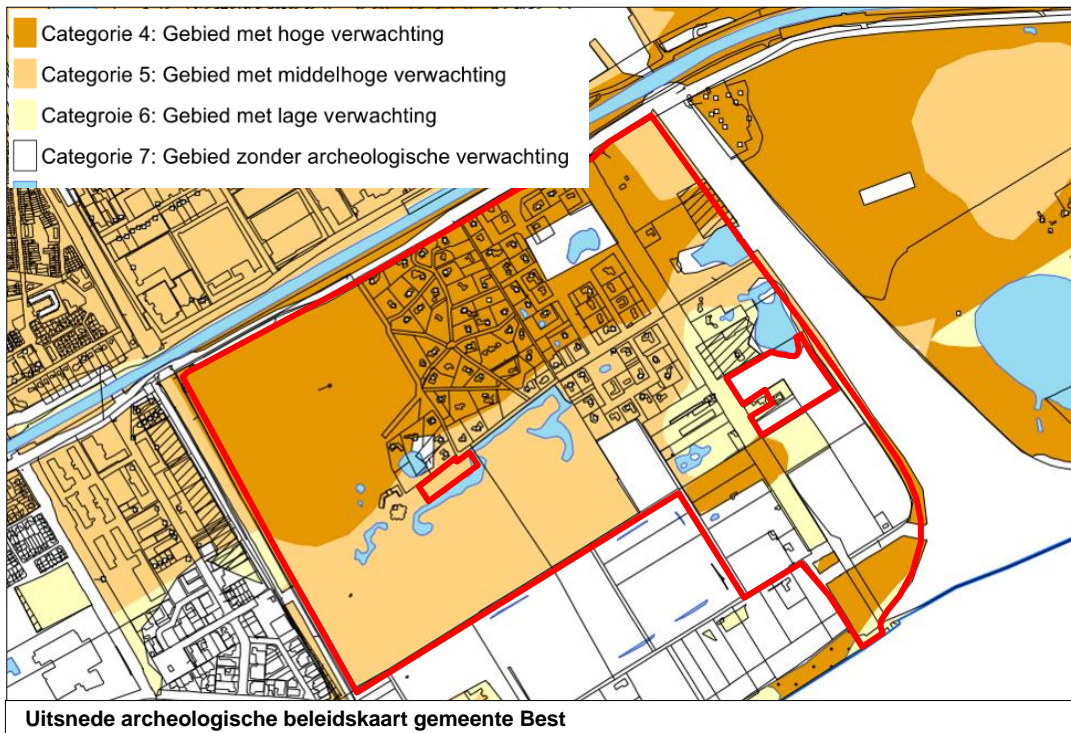 Categorie 4: Gebied met hoge verwachting
Categorie 5: Gebied met middelhoge verwachting
Categroie 6: Gebied met lage verwachting
Categorie 7: Gebied zonder archeologische verwachting
Uitsnede archeologische beleidskaart gemeente Best